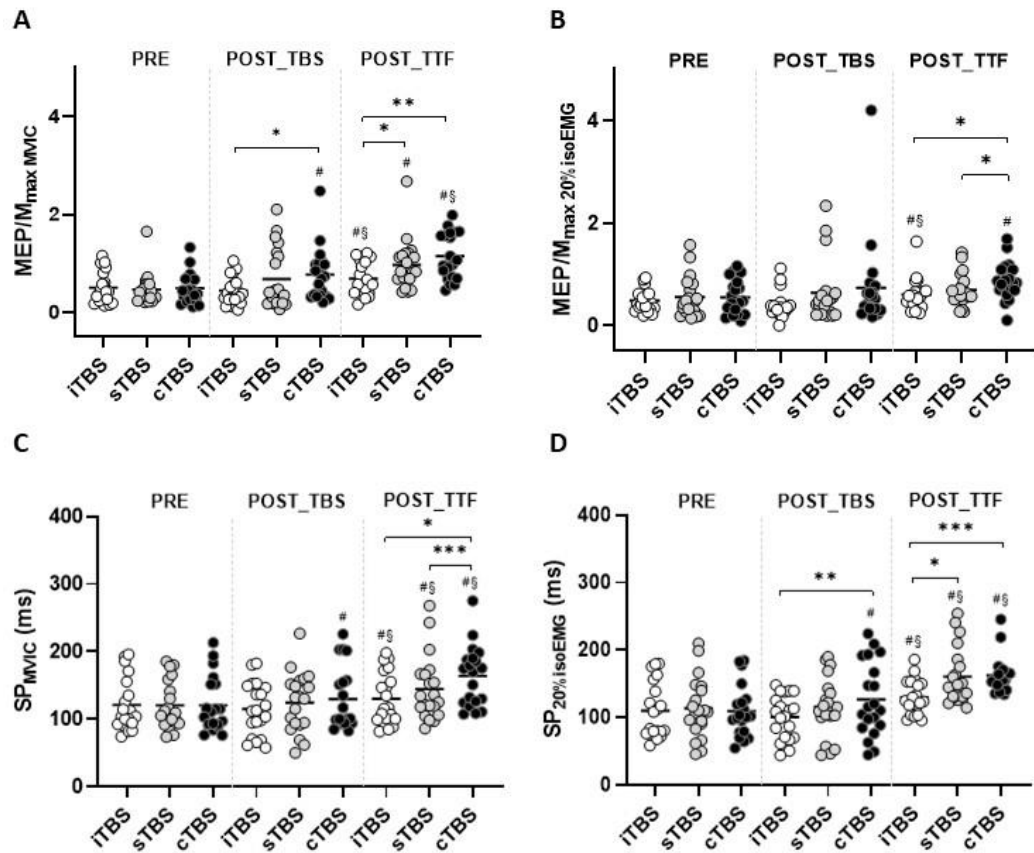 A
PRE POST_TBS POST_TTF
MEP/Mmax MVIC
4
2
0
*
#
**
*
#
#§
#§
iTBS sTBS cTBS iTBS sTBS cTBS iTBS sTBS cTBS
B
PRE POST_TBS POST_TTF
MEP/Mmax 20% isoEMG
4
2
0
*
*
#§
#
iTBS sTBS cTBS iTBS sTBS cTBS iTBS sTBS cTBS
C
PRE POST_TBS POST_TTF
SPMVIC (ms)
400
300
200
100
0
#
*
***
#§
#§
#§
iTBS sTBS cTBS iTBS sTBS cTBS iTBS sTBS cTBS
D
PRE POST_TBS POST_TTF
SP20% isoEMG (ms)
400
300
200
100
0
**
#
***
*
#§
#§
#§
iTBS sTBS cTBS iTBS sTBS cTBS iTBS sTBS cTBS